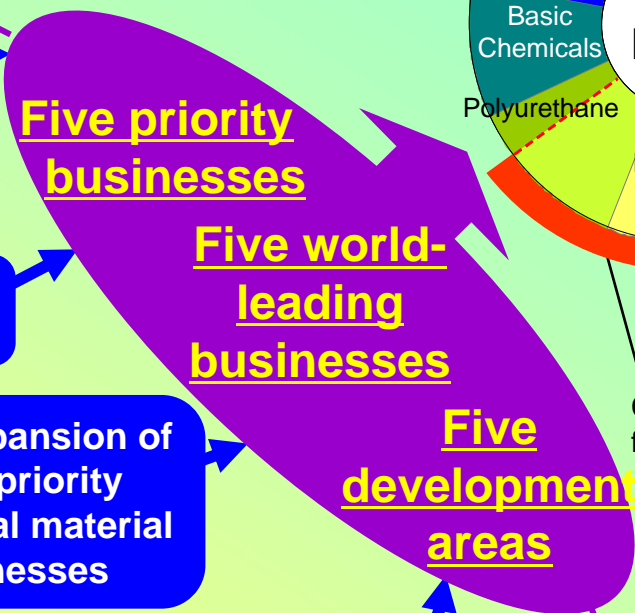 Basic
Chemicals
Polyurethane
Five priority
businesses
Five world-
leading
businesses
Five
development
areas
pansion of
priority
al material
nesses